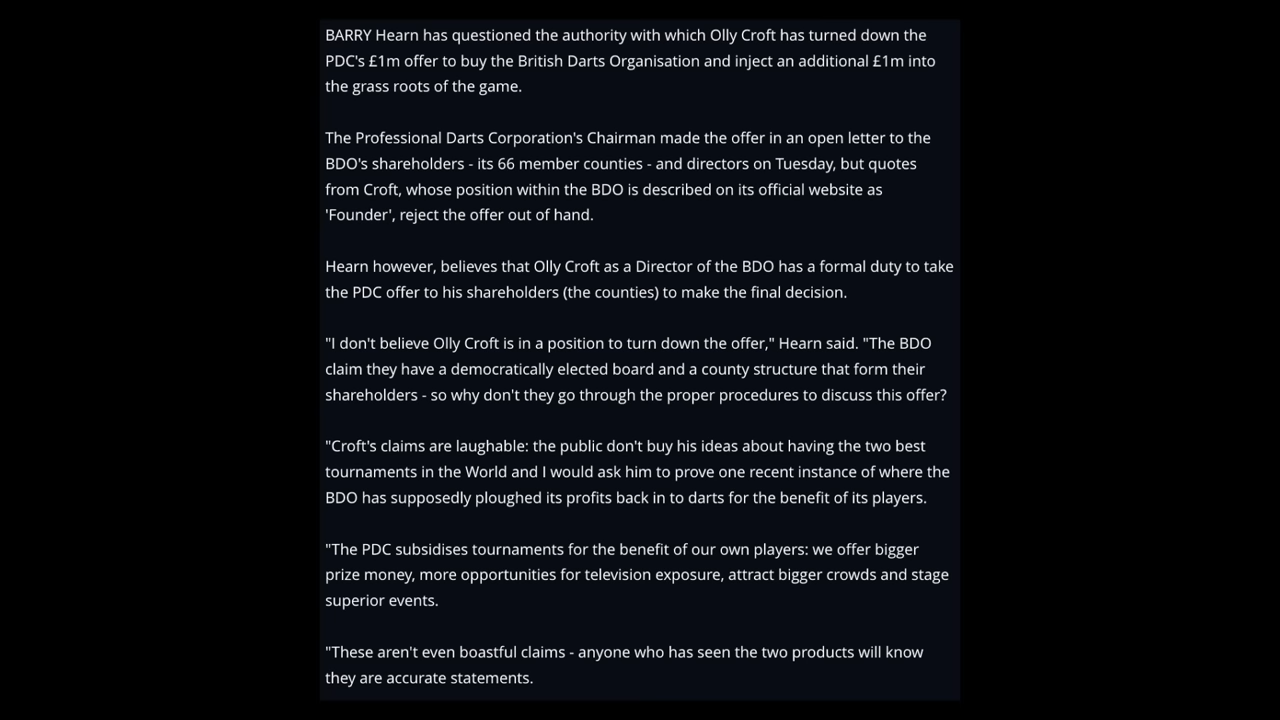 BARRY Hearn has questioned the authority with which Olly Croft has turned down the
PDC's £1m offer to buy the British Darts Organisation and inject an additional £1m into
the grass roots of the game.
The Professional Darts Corporation's Chairman made the offer in an open letter to the
BDO's shareholders - its 66 member counties - and directors on Tuesday, but quotes
from Croft, whose position within the BDO is described on its official website as
'Founder', reject the offer out of hand.
Hearn however, believes that Olly Croft as a Director of the BDO has a formal duty to take
the PDC offer to his shareholders (the counties) to make the final decision.
"I don't believe Olly Croft is in a position to turn down the offer," Hearn said. "The BDO
claim they have a democratically elected board and a county structure that form their
shareholders - so why don't they go through the proper procedures to discuss this offer?
"Croft's claims are laughable: the public don't buy his ideas about having the two best
tournaments in the World and I would ask him to prove one recent instance of where the
BDO has supposedly ploughed its profits back in to darts for the benefit of its players.
"The PDC subsidises tournaments for the benefit of our own players: we offer bigger
prize money, more opportunities for television exposure, attract bigger crowds and stage
superior events.
"These aren't even boastful claims - anyone who has seen the two products will know
they are accurate statements.